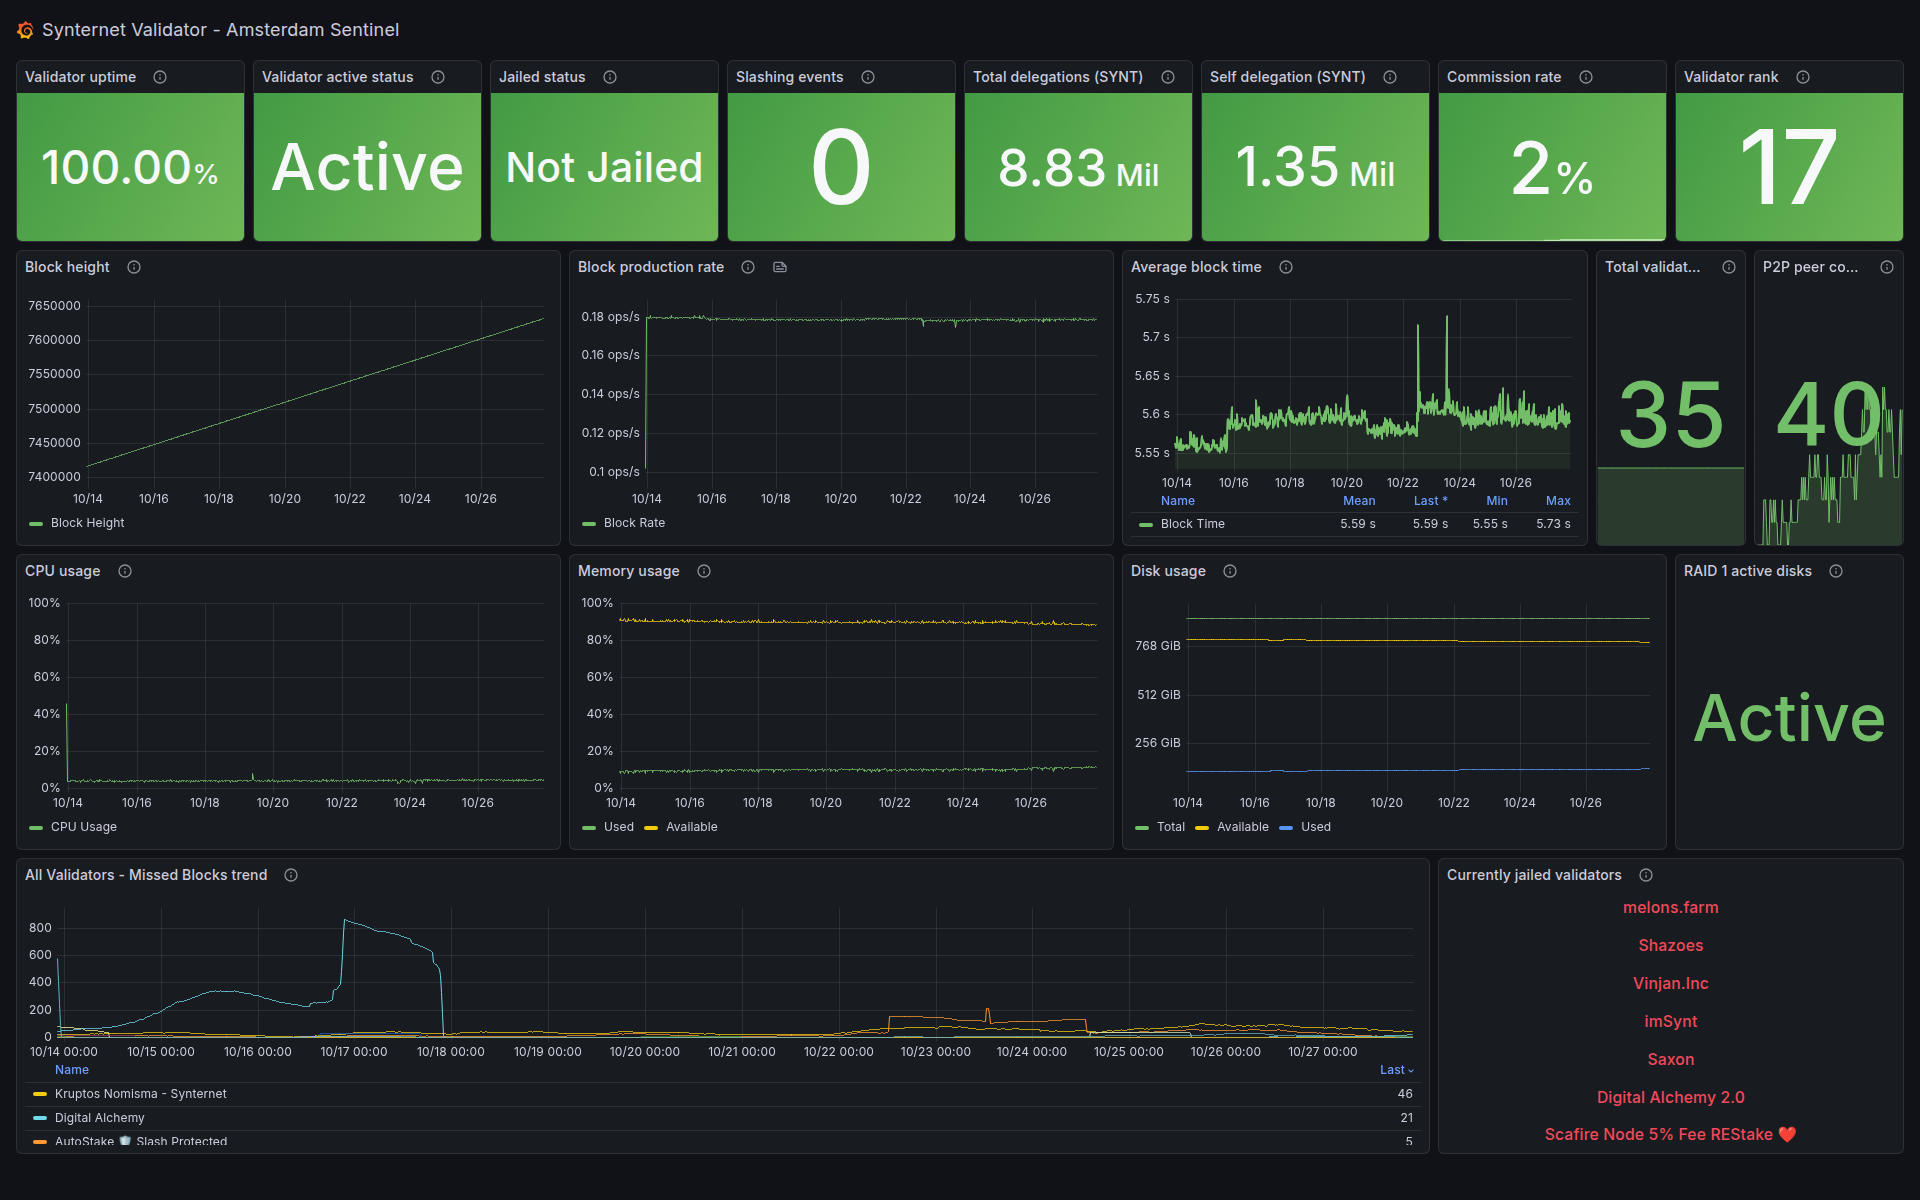 Synternet Validator - Amsterdam Sentinel
Validator uptime
100.00%
Validator active status
Active
Jailed status
Not Jailed
Slashing events
0
Total delegations (SYNT)
8.83 Mil
Self delegation (SYNT)
1.35 Mil
Commission rate
2%
Validator rank
17
Block height
7650000
7600000
7550000
7500000
7450000
7400000
10/14 10/16 10/18 10/20 10/22 10/24 10/26
Block Height
Block production rate
0.18 ops/s
0.16 ops/s
0.14 ops/s
0.12 ops/s
0.1 ops/s
10/14 10/16 10/18 10/20 10/22 10/24 10/26
Block Rate
Average block time
5.75 s
5.7 s
5.65 s
5.6 s
5.55 s
10/14 10/16 10/18 10/20 10/22 10/24 10/26
Name Mean Last * Min Max
Block Time 5.59 s 5.59 s 5.55 s 5.73 s
Total validat...
35
P2P peer co...
40
CPU usage
100%
80%
60%
40%
20%
0%
10/14 10/16 10/18 10/20 10/22 10/24 10/26
CPU Usage
Memory usage
100%
80%
60%
40%
20%
0%
10/14 10/16 10/18 10/20 10/22 10/24 10/26
Used Available
Disk usage
768 GiB
512 GiB
256 GiB
10/14 10/16 10/18 10/20 10/22 10/24 10/26
Total Available Used
RAID 1 active disks
Active
All Validators - Missed Blocks trend
800
600
400
200
0
10/14 00:00 10/15 00:00 10/16 00:00 10/17 00:00 10/18 00:00 10/19 00:00 10/20 00:00 10/21 00:00 10/22 00:00 10/23 00:00 10/24 00:00 10/25 00:00 10/26 00:00 10/27 00:00
Name Last
Kruptos Nomisma - Synternet 46
Digital Alchemy 21
AutoStake 🛡️ Slash Protected 5
Currently jailed validators
melons.farm
Shazoes
Vinjan.Inc
imSynt
Saxon
Digital Alchemy 2.0
Scafire Node 5% Fee REStake ❤️